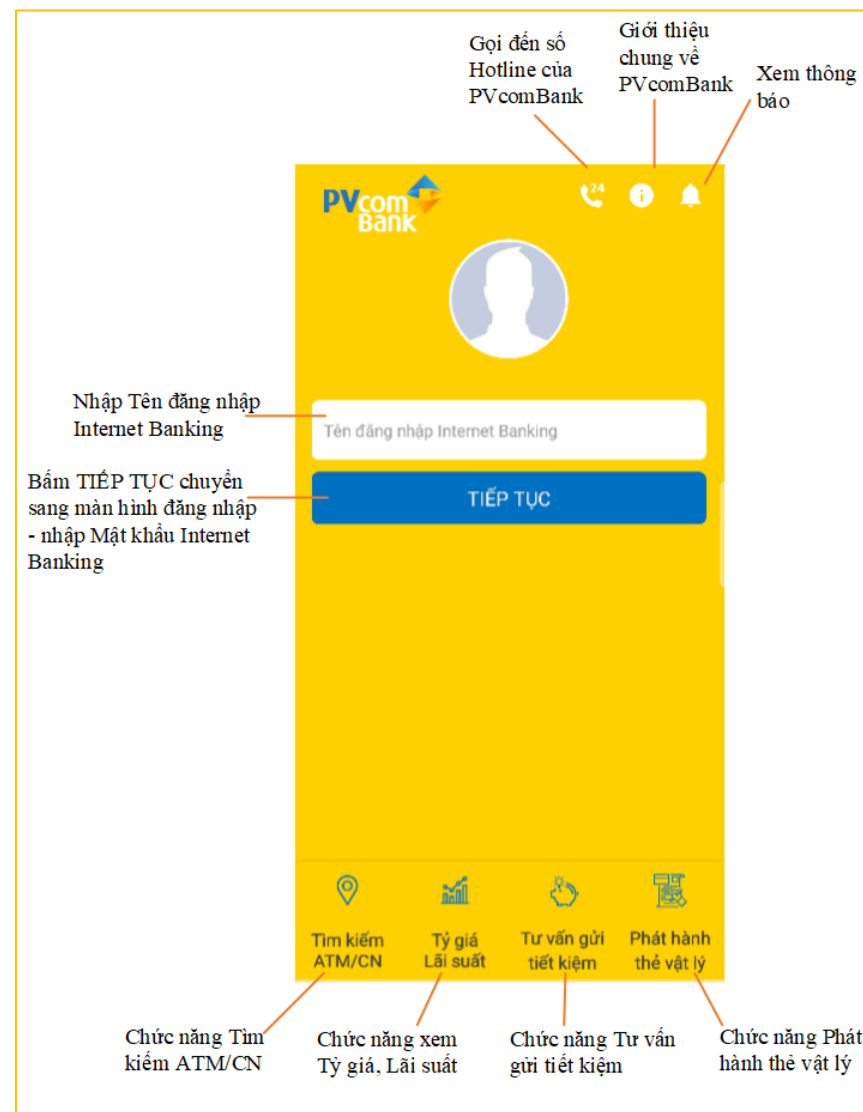 Gọi đến số
Hotline của
PVcomBank
Giới thiệu
chung về
PVcomBank
Xem thông
báo
PVcom
Bank
24
Nhập Tên đăng nhập
Internet Banking
Tên đăng nhập Internet Banking
Bấm TIẾP TỤC chuyển
sang màn hình đăng nhập
- nhập Mật khẩu Internet
Banking
TIẾP TỤC
Tìm kiếm
ATM/CN
Tỷ giá
Lãi suất
Tư vấn gửi
tiết kiệm
Phát hành
thẻ vật lý
Chức năng Tìm
kiếm ATM/CN
Chức năng xem
Tỷ giá, Lãi suất
Chức năng Tư vấn
gửi tiết kiệm
Chức năng Phát
hành thẻ vật lý